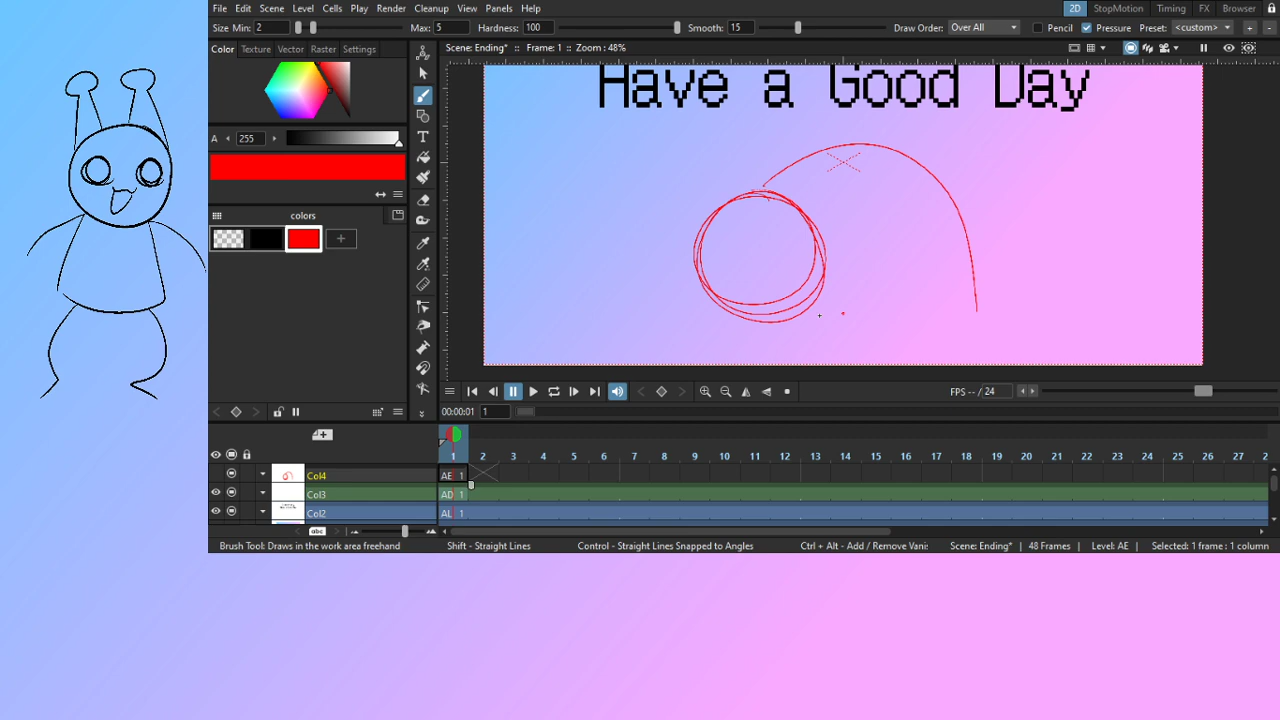 File Edit Scene Level Cells Play Render Cleanup View Panels Help 2D StopMotion Timing FX Browser
Size Min: 2 Max: 5 Hardness: 100 Smooth: 15 Draw Order: Over All Pencil Pressure Preset: <custom> + -
Color Texture Vector Raster Settings
Scene: Ending* :: Frame: 1 :: Zoom : 48%
Have a Good Day
A 255
colors
FPS -- / 24
00:00:01 1
1 2 3 4 5 6 7 8 9 10 11 12 13 14 15 16 17 18 19 20 21 22 23 24 25 26 27 2
Col4 AE 1
Col3 AD 1
Col2 1
abc
Brush Tool: Draws in the work area freehand Shift - Straight Lines Control - Straight Lines Snapped to Angles Ctrl + Alt - Add / Remove Vanis Scene: Ending* 48 Frames Level: AE Selected: 1 frame : 1 column